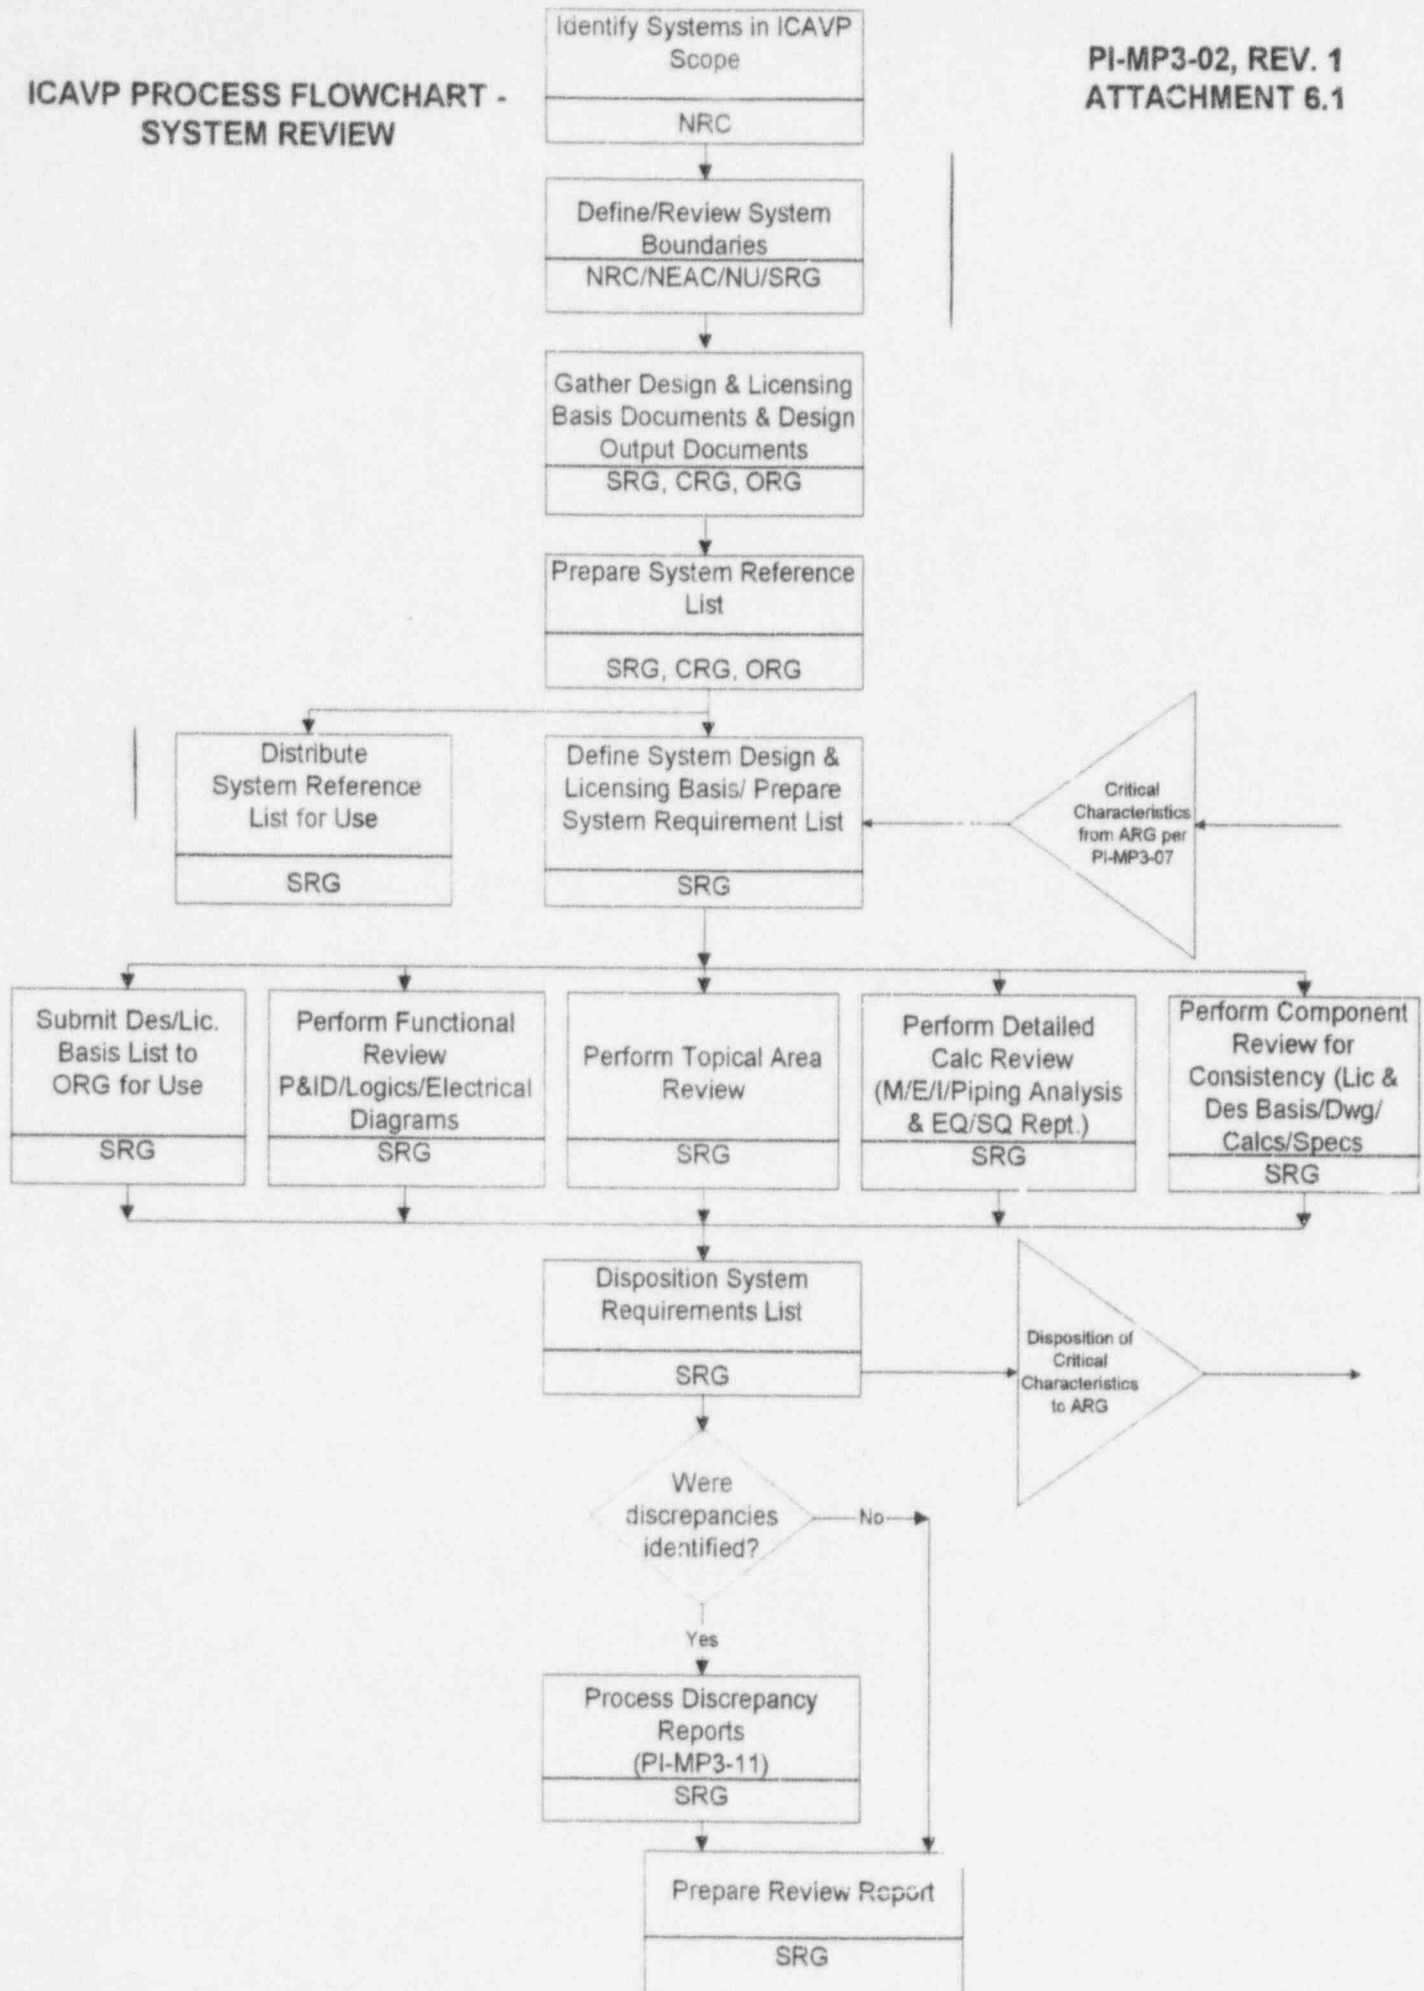 ICAVP PROCESS FLOWCHART -
SYSTEM REVIEW
PI-MP3-02, REV. 1
ATTACHMENT 6.1
Identify Systems in ICAVP
Scope
NRC
Define/Review System
Boundaries
NRC/NEAC/NU/SRG
Gather Design & Licensing
Basis Documents & Design
Output Documents
SRG, CRG, ORG
Prepare System Reference
List
SRG, CRG, ORG
Distribute
System Reference
List for Use
SRG
Define System Design &
Licensing Basis/ Prepare
System Requirement List
SRG
Critical
Characteristics
from ARG per
PI-MP3-07
Submit Des/Lic.
Basis List to
ORG for Use
SRG
Perform Functional
Review
P&ID/Logics/Electrical
Diagrams
SRG
Perform Topical Area
Review
SRG
Perform Detailed
Calc Review
(M/E/I/Piping Analysis
& EQ/SQ Rept.)
SRG
Perform Component
Review for
Consistency (Lic &
Des Basis/Dwg/
Calcs/Specs
SRG
Disposition System
Requirements List
SRG
Disposition of
Critical
Characteristics
to ARG
Were
discrepancies
identified?
No
Yes
Process Discrepancy
Reports
(PI-MP3-11)
SRG
Prepare Review Report
SRG